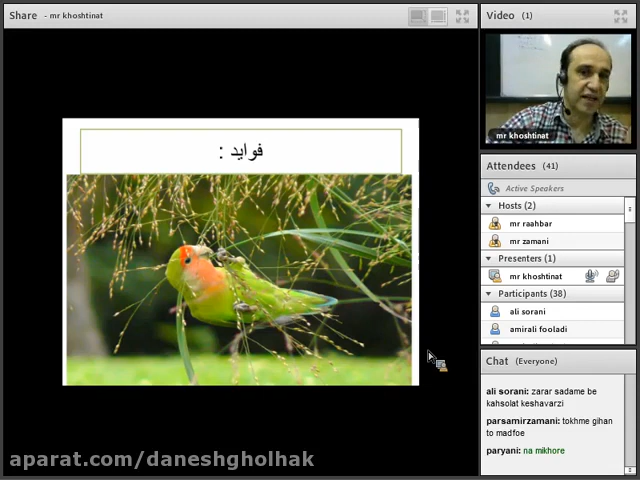 Share - mr khoshtinat
فواید :
Video (1)
mr khoshtinat
Attendees (41)
Active Speakers
Hosts (2)
mr raahbar
mr zamani
Presenters (1)
mr khoshtinat
Participants (38)
ali sorani
amirali fooladi
Chat (Everyone)
ali sorani: zarar sadame be
kahsolat keshavarzi
parsamirzamani: tokhme gihan
to madfoe
paryani: na mikhore
aparat.com/daneshgholhak